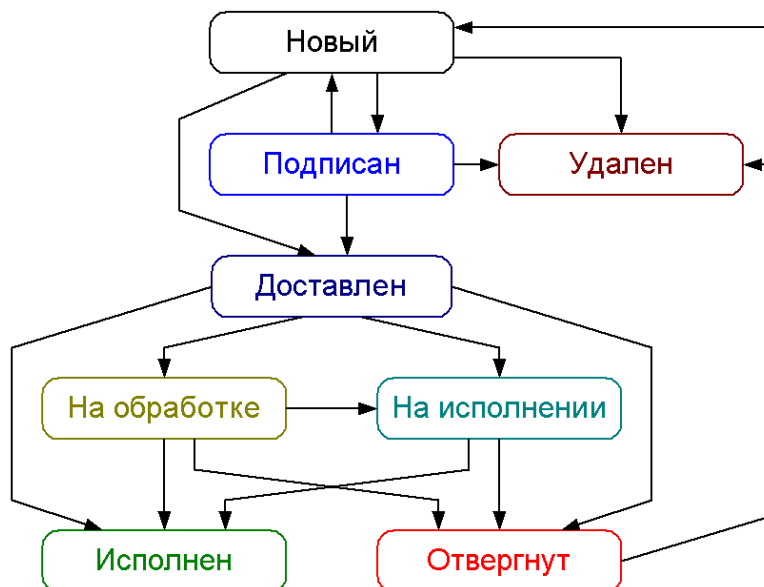 Новый
Подписан
Удален
Доставлен
На обработке
На исполнении
Исполнен
Отвергнут